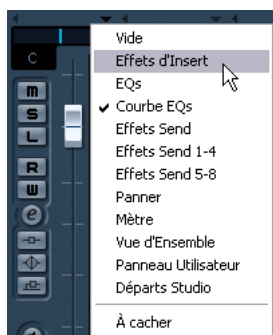 C
m
S
L
R
W
e
Vide
Effets d'Insert
EQs
Courbe EQs
Effets Send
Effets Send 1-4
Effets Send 5-8
Panner
Mètre
Vue d'Ensemble
Panneau Utilisateur
Départs Studio
À cacher